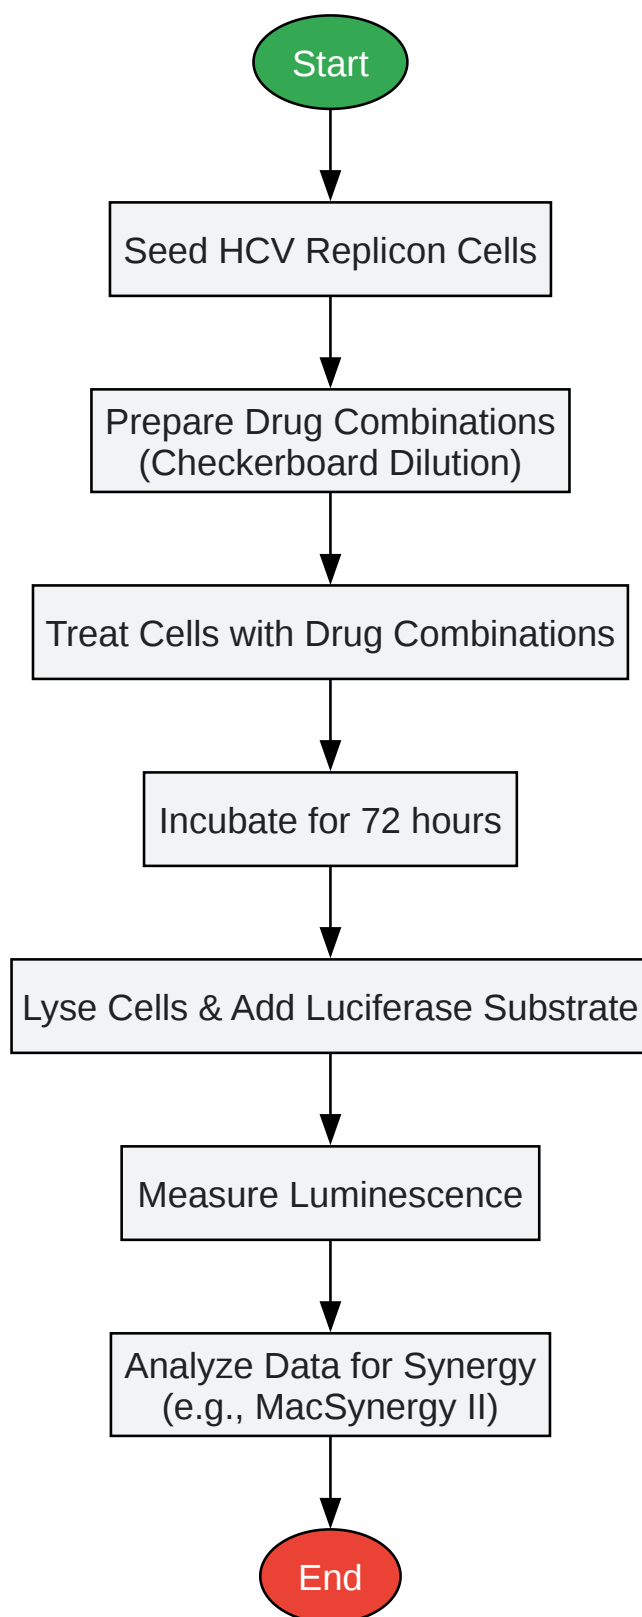 Start
Seed HCV Replicon Cells
Prepare Drug Combinations
(Checkerboard Dilution)
Treat Cells with Drug Combinations
Incubate for 72 hours
Lyse Cells & Add Luciferase Substrate
Measure Luminescence
Analyze Data for Synergy
(e.g., MacSynergy II)
End